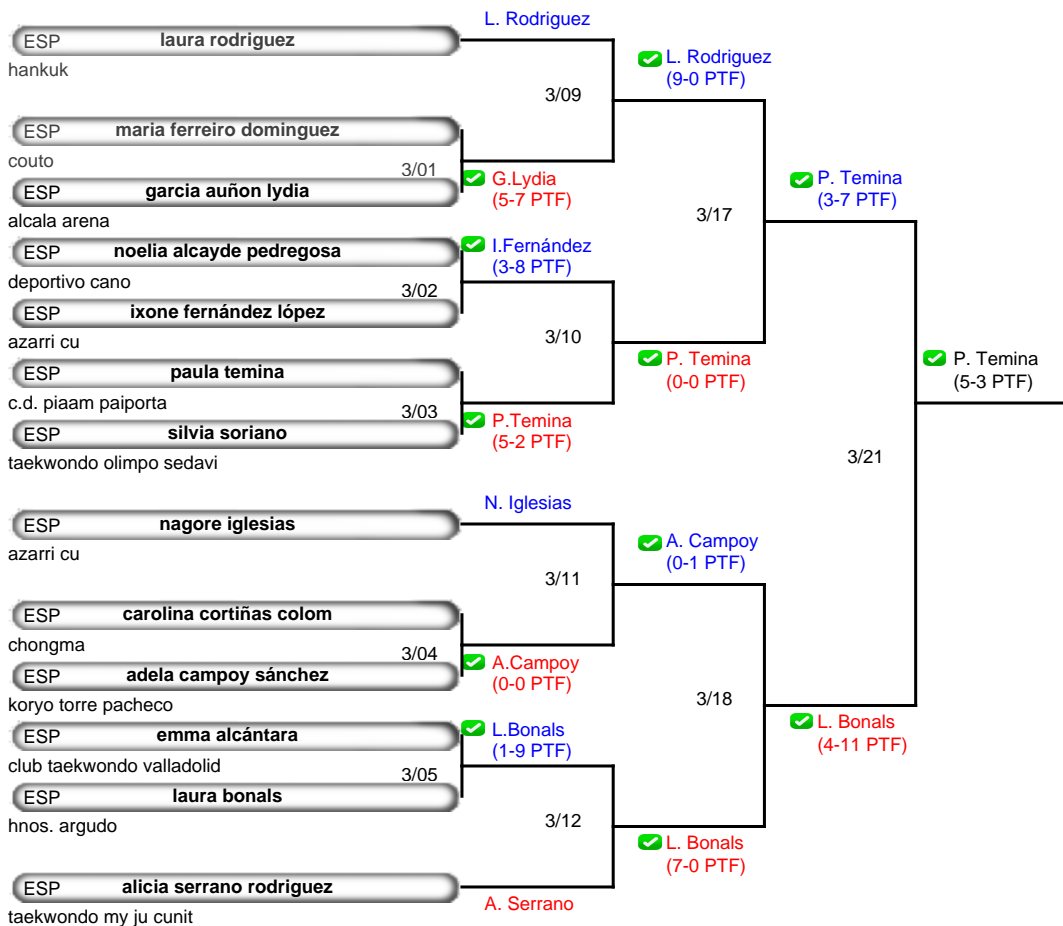 L. Rodriguez
ESP laura rodriguez
hankuk
L. Rodriguez
(9-0 PTF)
3/09
ESP maria ferreiro dominguez
couto
3/01
G.Lydia
(5-7 PTF)
ESP garcia auñon lydia
alcala arena
P. Temina
(3-7 PTF)
3/17
ESP noelia alcayde pedregosa
deportivo cano
I.Fernández
(3-8 PTF)
3/02
ESP ixone fernández lópez
azarri cu
3/10
P. Temina
(0-0 PTF)
P. Temina
(5-3 PTF)
ESP paula temina
c.d. piaam paiporta
3/03
P.Temina
(5-2 PTF)
ESP silvia soriano
taekwondo olimpo sedavi
3/21
N. Iglesias
ESP nagore iglesias
azarri cu
A. Campoy
(0-1 PTF)
3/11
ESP carolina cortiñas colom
chongma
3/04
A.Campoy
(0-0 PTF)
ESP adela campoy sánchez
koryo torre pacheco
3/18
L. Bonals
(4-11 PTF)
ESP emma alcántara
club taekwondo valladolid
L.Bonals
(1-9 PTF)
3/05
ESP laura bonals
hnos. argudo
3/12
L. Bonals
(7-0 PTF)
ESP alicia serrano rodriguez
taekwondo my ju cunit
A. Serrano